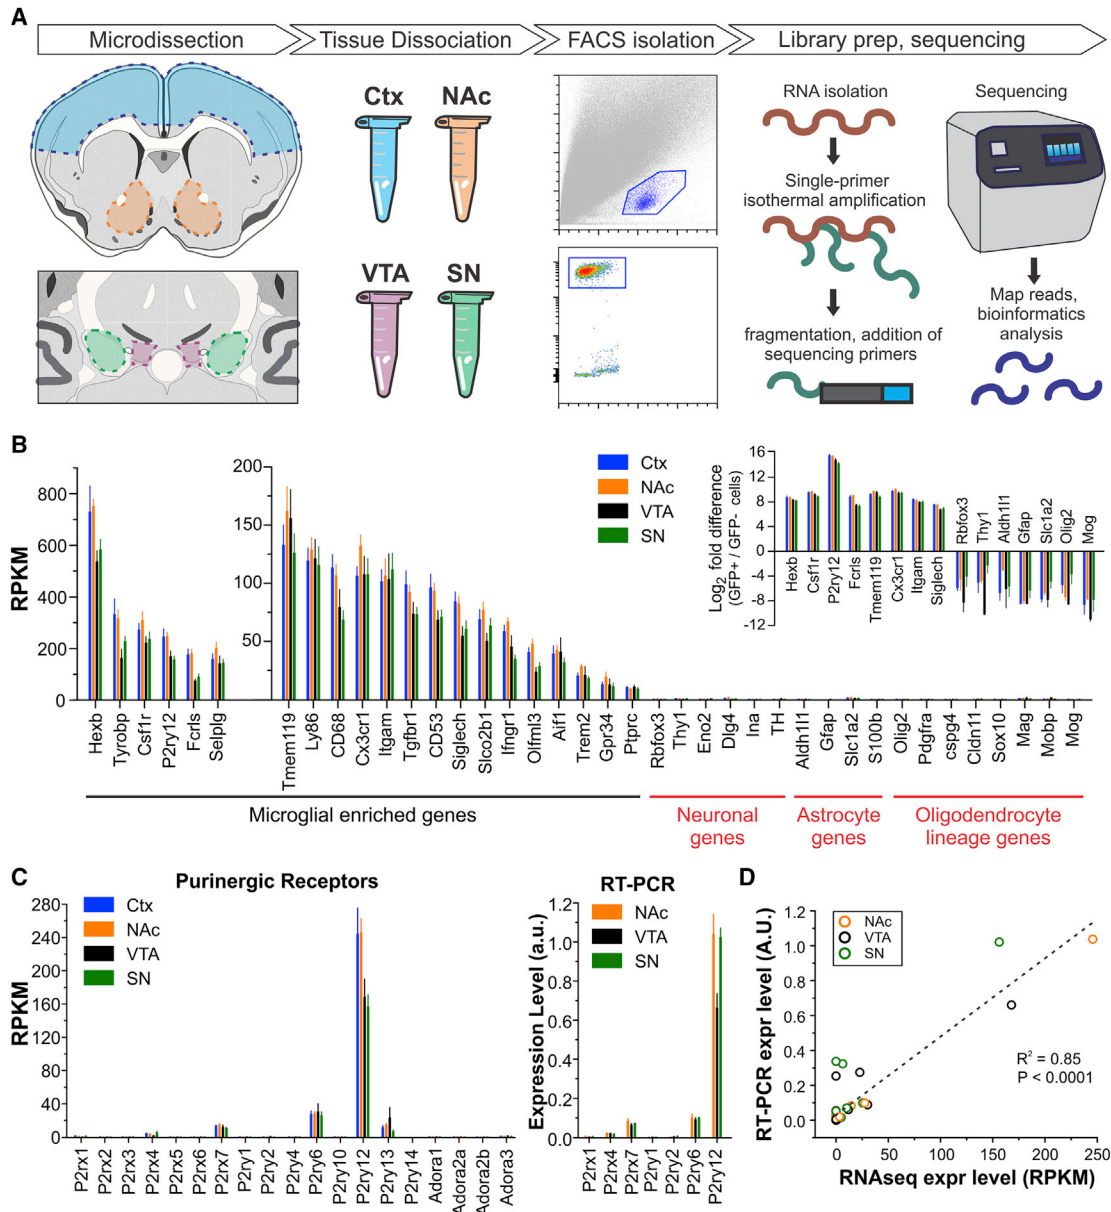 A
Microdissection
Tissue Dissociation
FACS isolation
Library prep, sequencing
Ctx
NAc
VTA
SN
RNA isolation
Single-primer
isothermal amplification
fragmentation, addition of
sequencing primers
Sequencing
Map reads,
bioinformatics
analysis
B
RPKM
800
600
400
200
0
200
150
100
50
Ctx
NAc
VTA
SN
Log2 fold difference
(GFP+ / GFP- cells)
16
12
8
4
0
-4
-8
-12
Hexb
Csf1r
P2ry12
Fcrls
Tmem119
Cx3cr1
Itgam
Siglech
Rbfox3
Thy1
Aldh1l1
Gfap
Slc1a2
Olig2
Mog
Hexb
Tyrobp
Csf1r
P2ry12
Fcrls
Selplg
Tmem119
Ly86
CD68
Cx3cr1
Itgam
Tgfbr1
CD53
Siglech
Slco2b1
Ifngr1
Olfml3
Aif1
Trem2
Gpr34
Ptprc
Rbfox3
Thy1
Eno2
Dlg4
Ina
TH
Aldh1l1
Gfap
Slc1a2
S100b
Olig2
Pdgfra
cspg4
Cldn11
Sox10
Mag
Mobp
Mog
Microglial enriched genes
Neuronal
genes
Astrocyte
genes
Oligodendrocyte
lineage genes
C
Purinergic Receptors
RPKM
280
240
200
160
120
80
40
0
Ctx
NAc
VTA
SN
P2rx1
P2rx2
P2rx3
P2rx4
P2rx5
P2rx6
P2rx7
P2ry1
P2ry2
P2ry4
P2ry6
P2ry10
P2ry12
P2ry13
P2ry14
Adora1
Adora2a
Adora2b
Adora3
RT-PCR
Expression Level (a.u.)
1.2
1.0
0.8
0.6
0.4
0.2
0.0
NAc
VTA
SN
P2rx1
P2rx4
P2rx7
P2ry1
P2ry2
P2ry6
P2ry12
D
RT-PCR expr level (A.U.)
1.2
1.0
0.8
0.6
0.4
0.2
0.0
NAc
VTA
SN
R2 = 0.85
P < 0.0001
0
50
100
150
200
250
RNAseq expr level (RPKM)